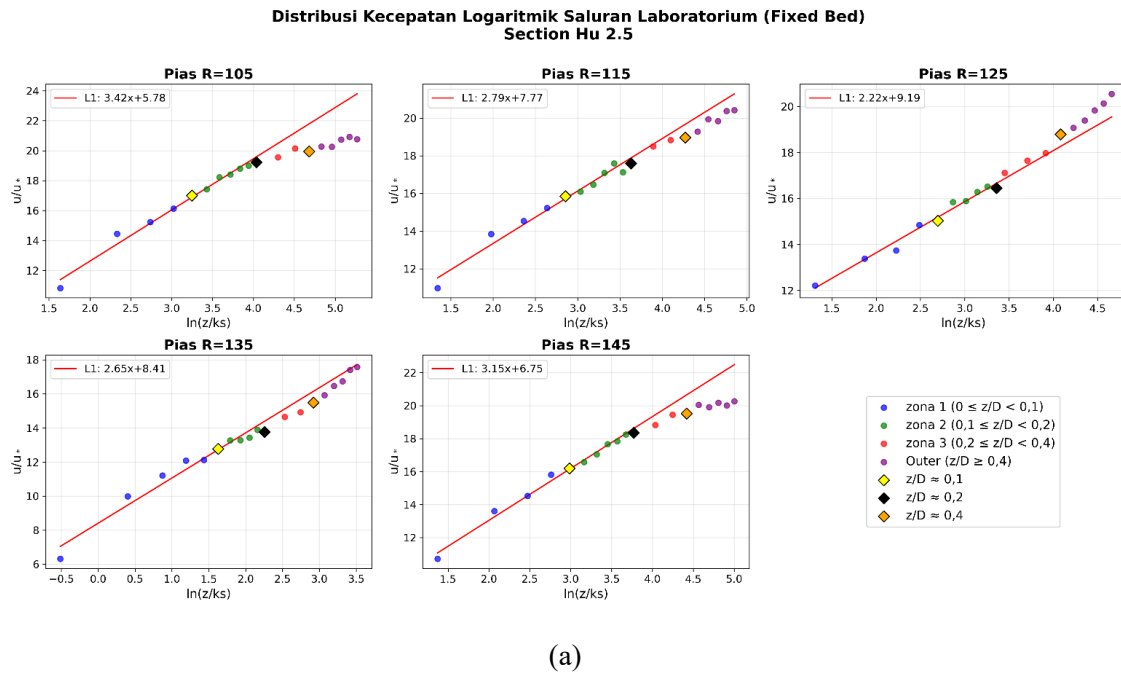 Distribusi Kecepatan Logaritmik Saluran Laboratorium (Fixed Bed)
Section Hu 2.5
Pias R=105
L1: 3.42x+5.78
u/u*
24
22
20
18
16
14
12
1.5 2.0 2.5 3.0 3.5 4.0 4.5 5.0
ln(z/ks)
Pias R=115
L1: 2.79x+7.77
u/u*
22
20
18
16
14
12
1.5 2.0 2.5 3.0 3.5 4.0 4.5
ln(z/ks)
Pias R=125
L1: 2.22x+9.19
u/u*
20
18
16
14
12
1.5 2.0 2.5 3.0 3.5 4.0 4.5
ln(z/ks)
Pias R=135
L1: 2.65x+8.41
u/u*
18
16
14
12
10
8
6
−0.5 0.0 0.5 1.0 1.5 2.0 2.5 3.0 3.5
ln(z/ks)
Pias R=145
L1: 3.15x+6.75
u/u*
22
20
18
16
14
12
1.5 2.0 2.5 3.0 3.5 4.0 4.5 5.0
ln(z/ks)
zona 1 (0 ≤ z/D < 0,1)
zona 2 (0,1 ≤ z/D < 0,2)
zona 3 (0,2 ≤ z/D < 0,4)
Outer (z/D ≥ 0,4)
z/D ≈ 0,1
z/D ≈ 0,2
z/D ≈ 0,4
(a)